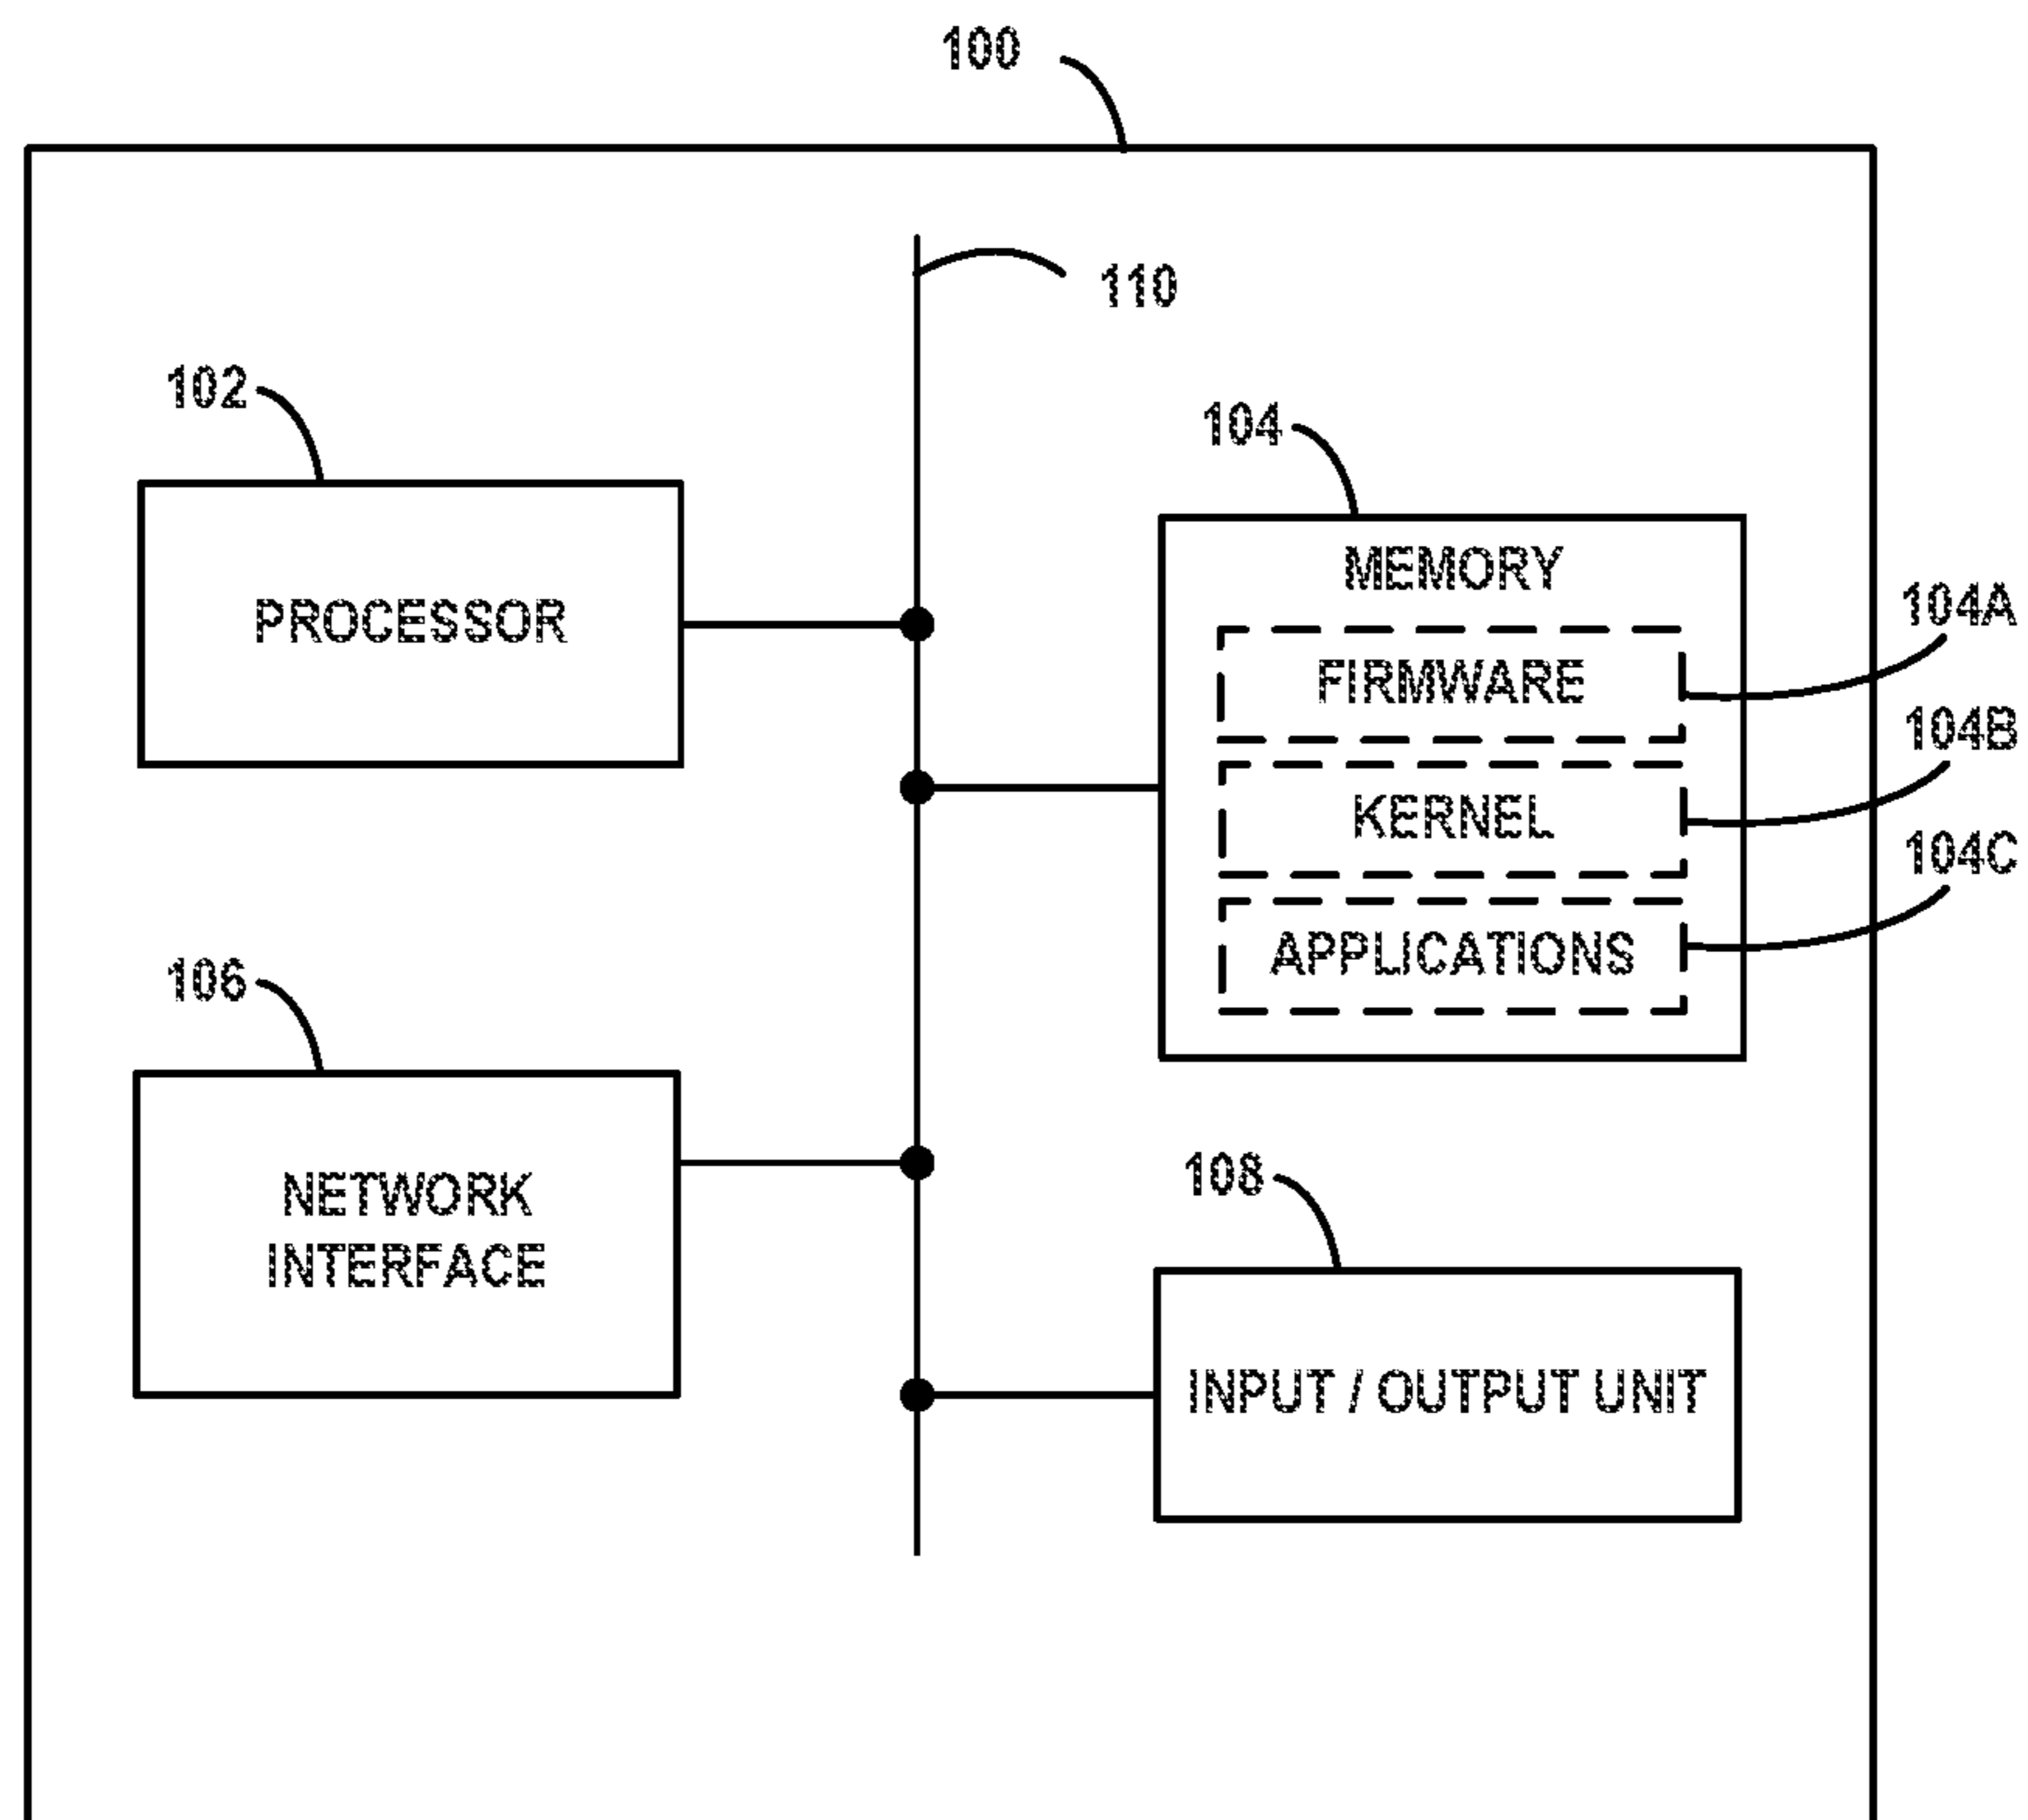 100
110
102
104
PROCESSOR
MEMORY
104A
FIRMWARE
104B
KERNEL
104C
APPLICATIONS
106
NETWORK
INTERFACE
108
INPUT / OUTPUT UNIT